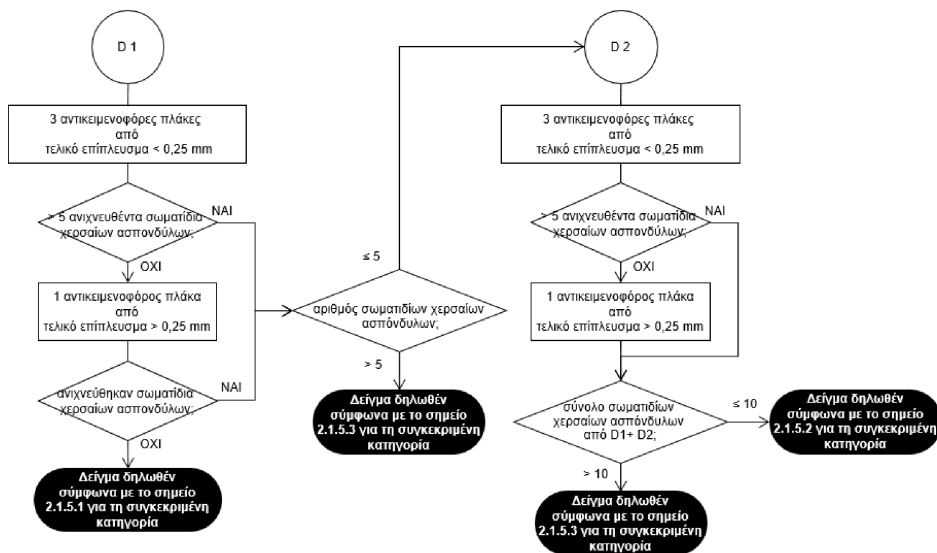 D 1
3 αντικειμενοφόρες πλάκες
από
τελικό επίπλευσμα < 0,25 mm
> 5 ανιχνευθέντα σωματίδια
χερσαίων ασπονδύλων;
ΝΑΙ
ΟΧΙ
1 αντικειμενοφόρος πλάκα
από
τελικό επίπλευσμα > 0,25 mm
ανιχνεύθηκαν σωματίδια
χερσαίων ασπονδύλων;
ΝΑΙ
ΟΧΙ
Δείγμα δηλωθέν
σύμφωνα με το σημείο
2.1.5.1 για τη συγκεκριμένη
κατηγορία
≤ 5
αριθμός σωματιδίων χερσαίων
ασπόνδυλων;
> 5
Δείγμα δηλωθέν
σύμφωνα με το σημείο
2.1.5.3 για τη συγκεκριμένη
κατηγορία
D 2
3 αντικειμενοφόρες πλάκες
από
τελικό επίπλευσμα < 0,25 mm
> 5 ανιχνευθέντα σωματίδια
χερσαίων ασπονδύλων;
ΝΑΙ
ΟΧΙ
1 αντικειμενοφόρος πλάκα
από
τελικό επίπλευσμα > 0,25 mm
σύνολο σωματιδίων
χερσαίων ασπόνδυλων
από D1+ D2;
≤ 10
Δείγμα δηλωθέν
σύμφωνα με το σημείο
2.1.5.2 για τη συγκεκριμένη
κατηγορία
> 10
Δείγμα δηλωθέν
σύμφωνα με το σημείο
2.1.5.3 για τη συγκεκριμένη
κατηγορία